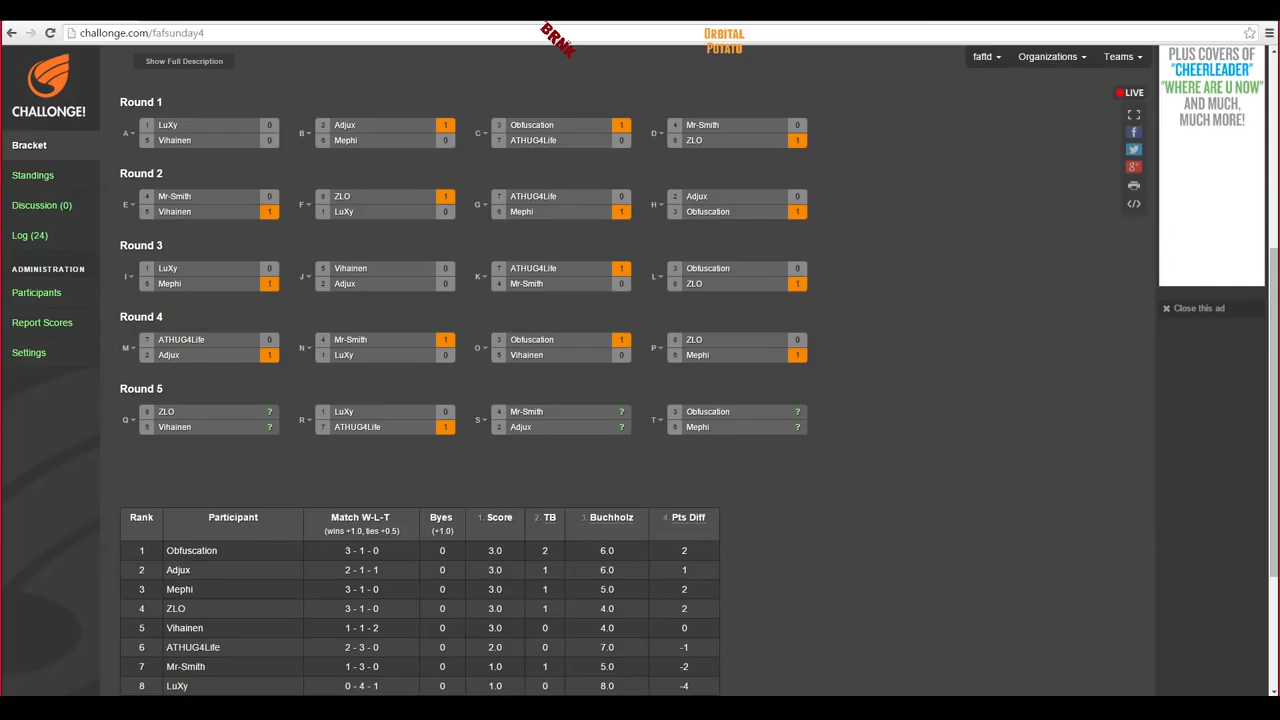 challonge.com/fafsunday4
BRNK
ORBITAL
POTATO
CHALLONGE!
Bracket
Standings
Discussion (0)
Log (24)
ADMINISTRATION
Participants
Report Scores
Settings
Show Full Description
fafld Organizations Teams
LIVE
PLUS COVERS OF
"CHEERLEADER"
"WHERE ARE U NOW"
AND MUCH,
MUCH MORE!
Close this ad
Round 1
A 1 LuXy 0
5 Vihainen 0
B 2 Adjux 1
6 Mephi 0
C 3 Obfuscation 1
7 ATHUG4Life 0
D 4 Mr-Smith 0
8 ZLO 1
Round 2
E 4 Mr-Smith 0
5 Vihainen 1
F 8 ZLO 1
1 LuXy 0
G 7 ATHUG4Life 0
6 Mephi 1
H 2 Adjux 0
3 Obfuscation 1
Round 3
I 1 LuXy 0
6 Mephi 1
J 5 Vihainen 0
2 Adjux 0
K 7 ATHUG4Life 1
4 Mr-Smith 0
L 3 Obfuscation 0
8 ZLO 1
Round 4
M 7 ATHUG4Life 0
2 Adjux 1
N 4 Mr-Smith 1
1 LuXy 0
O 3 Obfuscation 1
5 Vihainen 0
P 8 ZLO 0
6 Mephi 1
Round 5
Q 8 ZLO ?
5 Vihainen ?
R 1 LuXy 0
7 ATHUG4Life 1
S 4 Mr-Smith ?
2 Adjux ?
T 3 Obfuscation ?
6 Mephi ?
Rank Participant Match W-L-T Byes 1. Score 2. TB 3. Buchholz 4. Pts Diff
(wins +1.0, ties +0.5) (+1.0)
1 Obfuscation 3 - 1 - 0 0 3.0 2 6.0 2
2 Adjux 2 - 1 - 1 0 3.0 1 6.0 1
3 Mephi 3 - 1 - 0 0 3.0 1 5.0 2
4 ZLO 3 - 1 - 0 0 3.0 1 4.0 2
5 Vihainen 1 - 1 - 2 0 3.0 0 4.0 0
6 ATHUG4Life 2 - 3 - 0 0 2.0 0 7.0 -1
7 Mr-Smith 1 - 3 - 0 0 1.0 1 5.0 -2
8 LuXy 0 - 4 - 1 0 1.0 0 8.0 -4